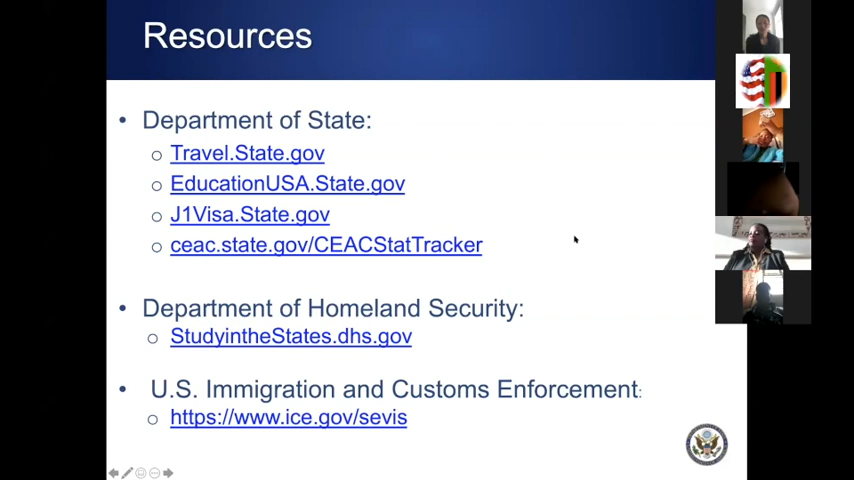 Resources
• Department of State:
o Travel.State.gov
o EducationUSA.State.gov
o J1Visa.State.gov
o ceac.state.gov/CEACStatTracker
• Department of Homeland Security:
o StudyintheStates.dhs.gov
• U.S. Immigration and Customs Enforcement:
o https://www.ice.gov/sevis